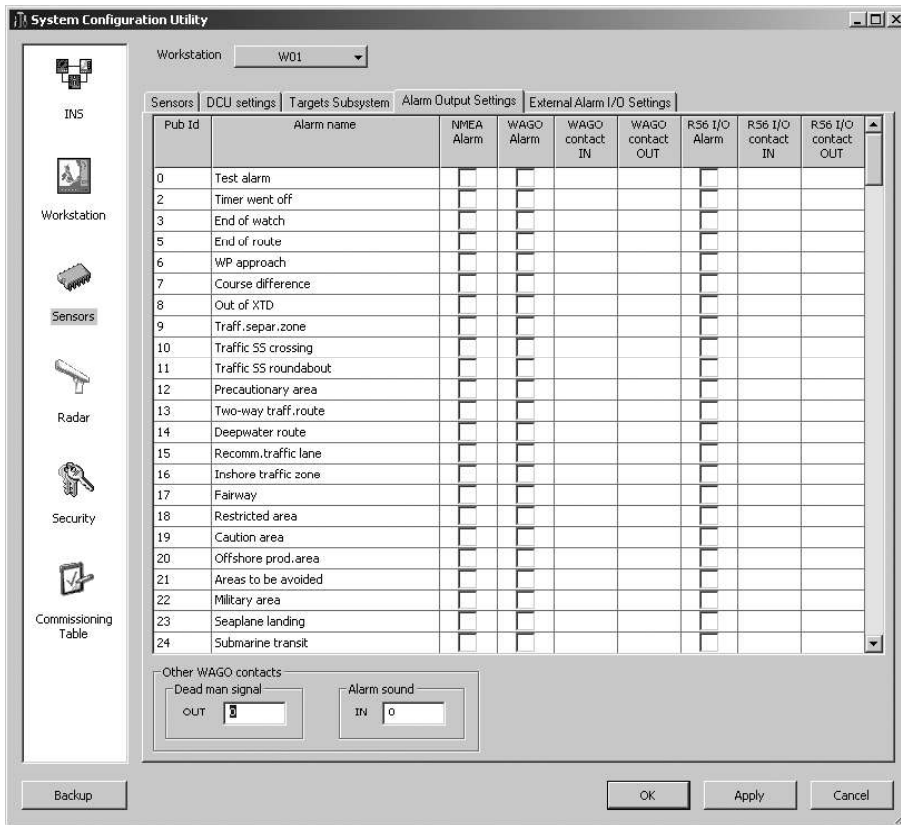 System Configuration Utility
INS
Workstation
Sensors
Radar
Security
Commissioning
Table
Workstation W01
Sensors DCU settings Targets Subsystem Alarm Output Settings External Alarm I/O Settings
Pub Id Alarm name NMEA Alarm WAGO Alarm WAGO contact IN WAGO contact OUT RS6 I/O Alarm RS6 I/O contact IN RS6 I/O contact OUT
0 Test alarm
2 Timer went off
3 End of watch
5 End of route
6 WP approach
7 Course difference
8 Out of XTD
9 Traff.separ.zone
10 Traffic SS crossing
11 Traffic SS roundabout
12 Precautionary area
13 Two-way traff.route
14 Deepwater route
15 Recomm.traffic lane
16 Inshore traffic zone
17 Fairway
18 Restricted area
19 Caution area
20 Offshore prod.area
21 Areas to be avoided
22 Military area
23 Seaplane landing
24 Submarine transit
Other WAGO contacts
Dead man signal
OUT 0
Alarm sound
IN 0
Backup
OK Apply Cancel